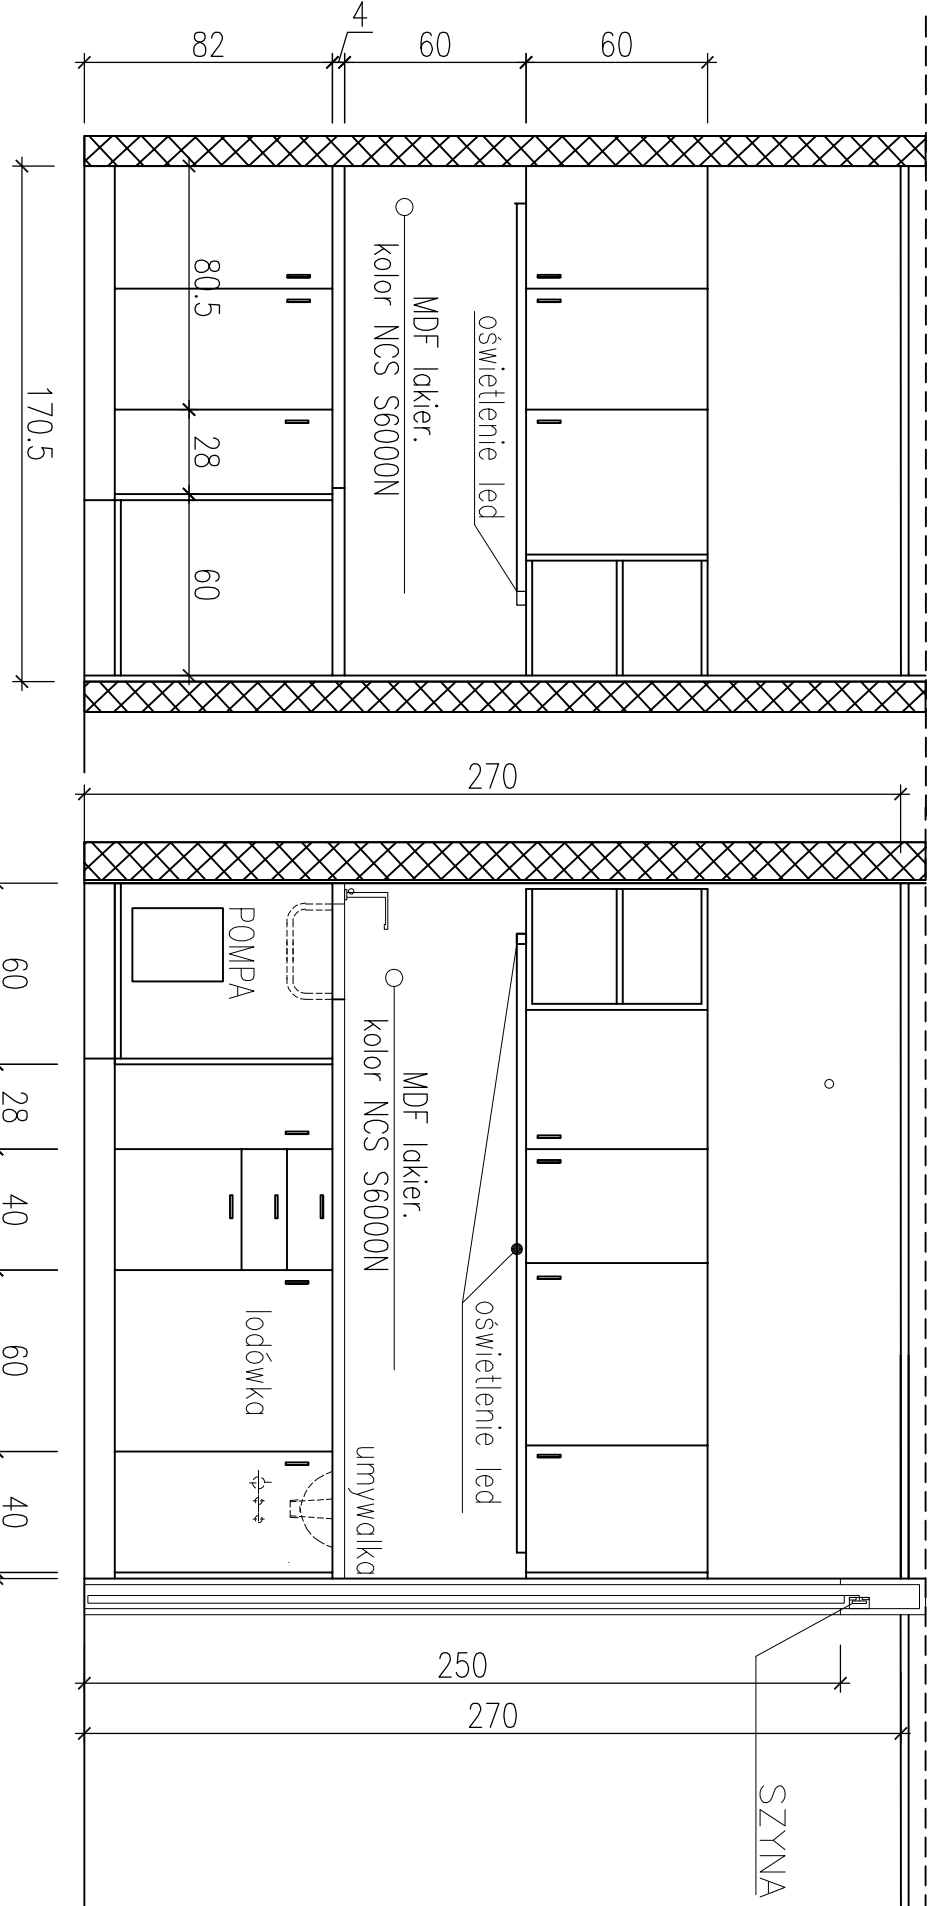 82
4
60
60
80.5
28
60
170.5
MDF lakier.
kolor NCS S6000N
oświetlenie led
270
POMPA
MDF lakier.
kolor NCS S6000N
oświetlenie led
lodówka
umywalka
60
28
40
60
40
250
270
SZYNA